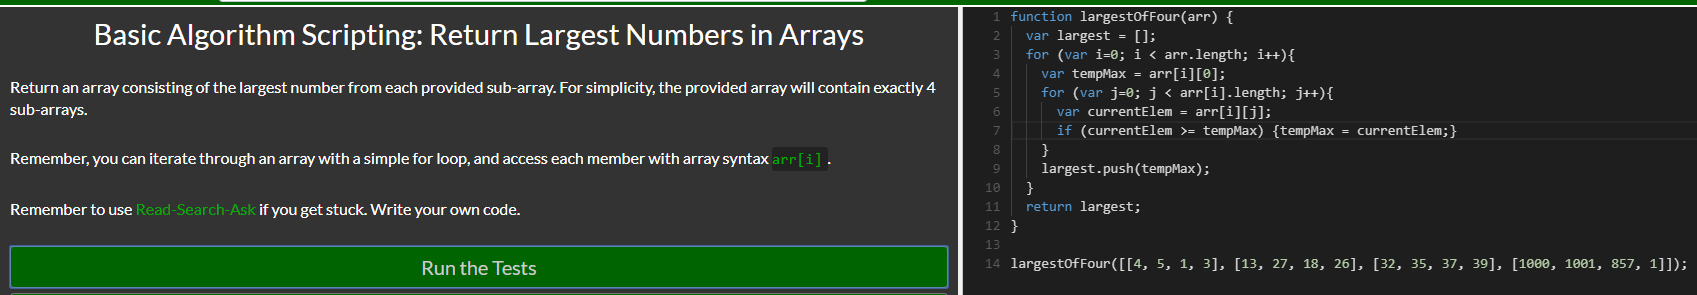 Basic Algorithm Scripting: Return Largest Numbers in Arrays
Return an array consisting of the largest number from each provided sub-array. For simplicity, the provided array will contain exactly 4
sub-arrays.
Remember, you can iterate through an array with a simple for loop, and access each member with array syntax arr[i] .
Remember to use Read-Search-Ask if you get stuck. Write your own code.
Run the Tests
1 function largestOfFour(arr) {
2 var largest = [];
3 for (var i=0; i < arr.length; i++){
4 var tempMax = arr[i][0];
5 for (var j=0; j < arr[i].length; j++){
6 var currentElem = arr[i][j];
7 if (currentElem >= tempMax) {tempMax = currentElem;}
8 }
9 largest.push(tempMax);
10 }
11 return largest;
12 }
13
14 largestOfFour([[4, 5, 1, 3], [13, 27, 18, 26], [32, 35, 37, 39], [1000, 1001, 857, 1]]);